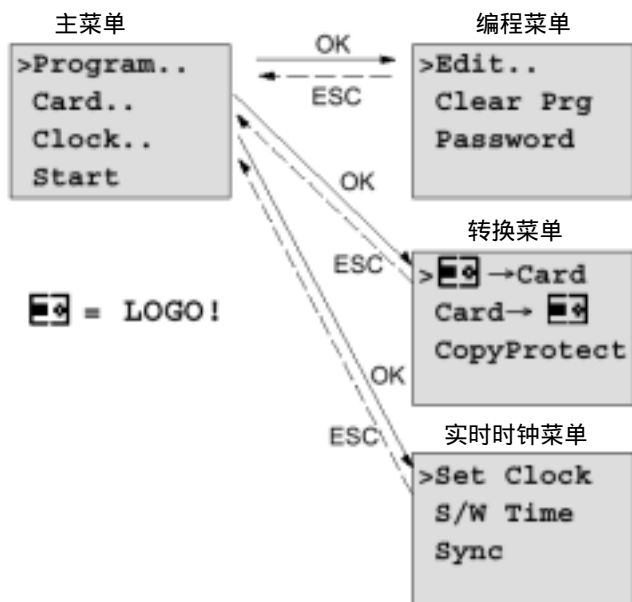 主菜单
>Program..
Card..
Clock..
Start
OK
ESC
编程菜单
>Edit..
Clear Prg
Password
OK
ESC
转换菜单
> →Card
Card→
CopyProtect
= LOGO!
OK
ESC
实时时钟菜单
>Set Clock
S/W Time
Sync